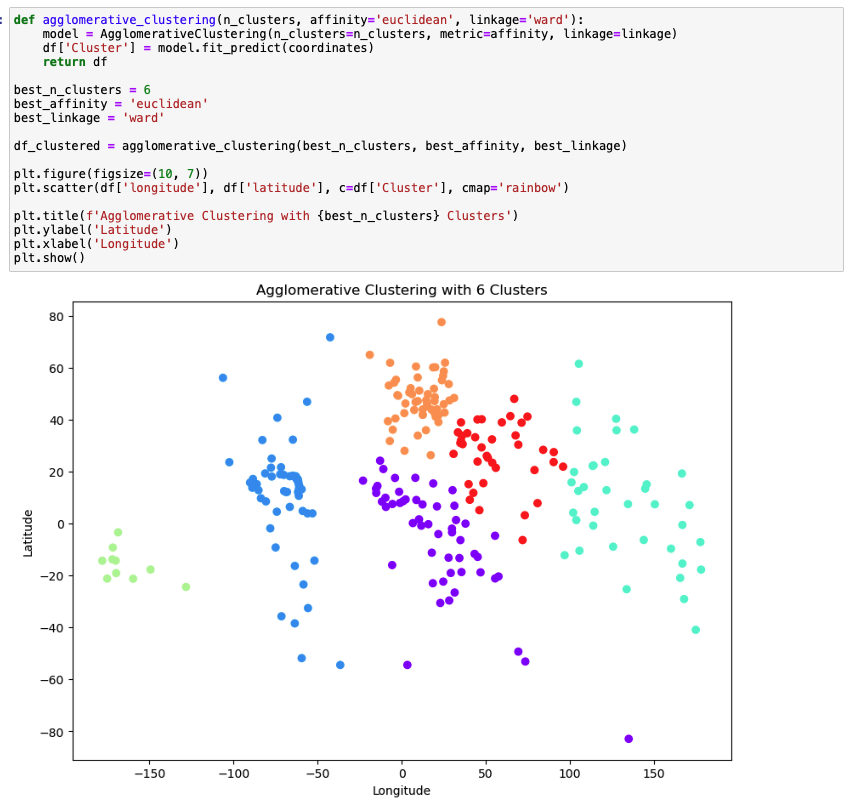 : def agglomerative_clustering(n_clusters, affinity='euclidean', linkage='ward'):
    model = AgglomerativeClustering(n_clusters=n_clusters, metric=affinity, linkage=linkage)
    df['Cluster'] = model.fit_predict(coordinates)
    return df
best_n_clusters = 6
best_affinity = 'euclidean'
best_linkage = 'ward'
df_clustered = agglomerative_clustering(best_n_clusters, best_affinity, best_linkage)
plt.figure(figsize=(10, 7))
plt.scatter(df['longitude'], df['latitude'], c=df['Cluster'], cmap='rainbow')
plt.title(f'Agglomerative Clustering with {best_n_clusters} Clusters')
plt.ylabel('Latitude')
plt.xlabel('Longitude')
plt.show()
Agglomerative Clustering with 6 Clusters
80
60
40
20
0
−20
−40
−60
−80
Latitude
−150 −100 −50 0 50 100 150
Longitude